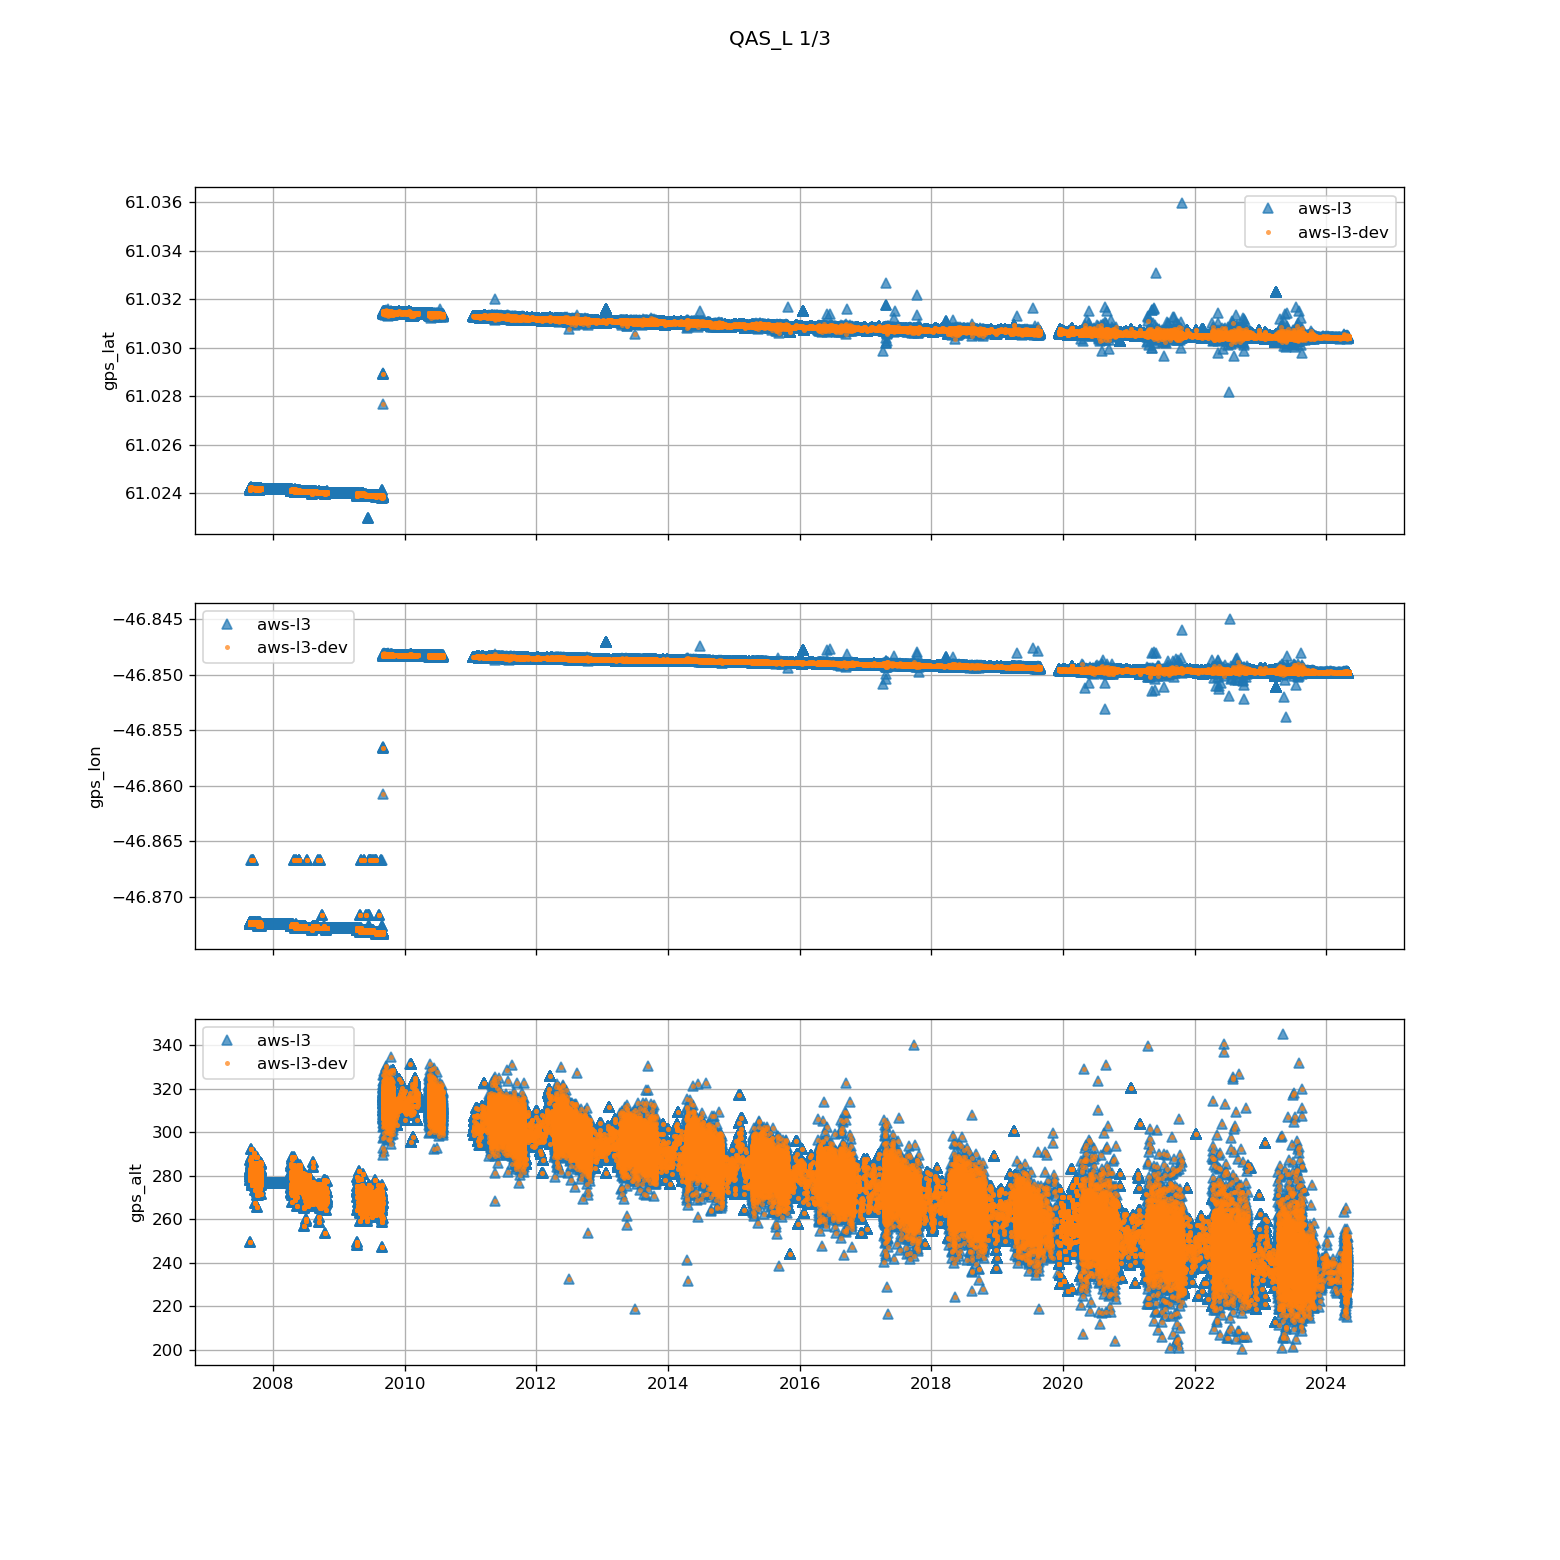 QAS_L 1/3
61.036
61.034
61.032
61.030
61.028
61.026
61.024
gps_lat
aws-l3
aws-l3-dev
−46.845
−46.850
−46.855
−46.860
−46.865
−46.870
gps_lon
aws-l3
aws-l3-dev
340
320
300
280
260
240
220
200
gps_alt
aws-l3
aws-l3-dev
2008 2010 2012 2014 2016 2018 2020 2022 2024